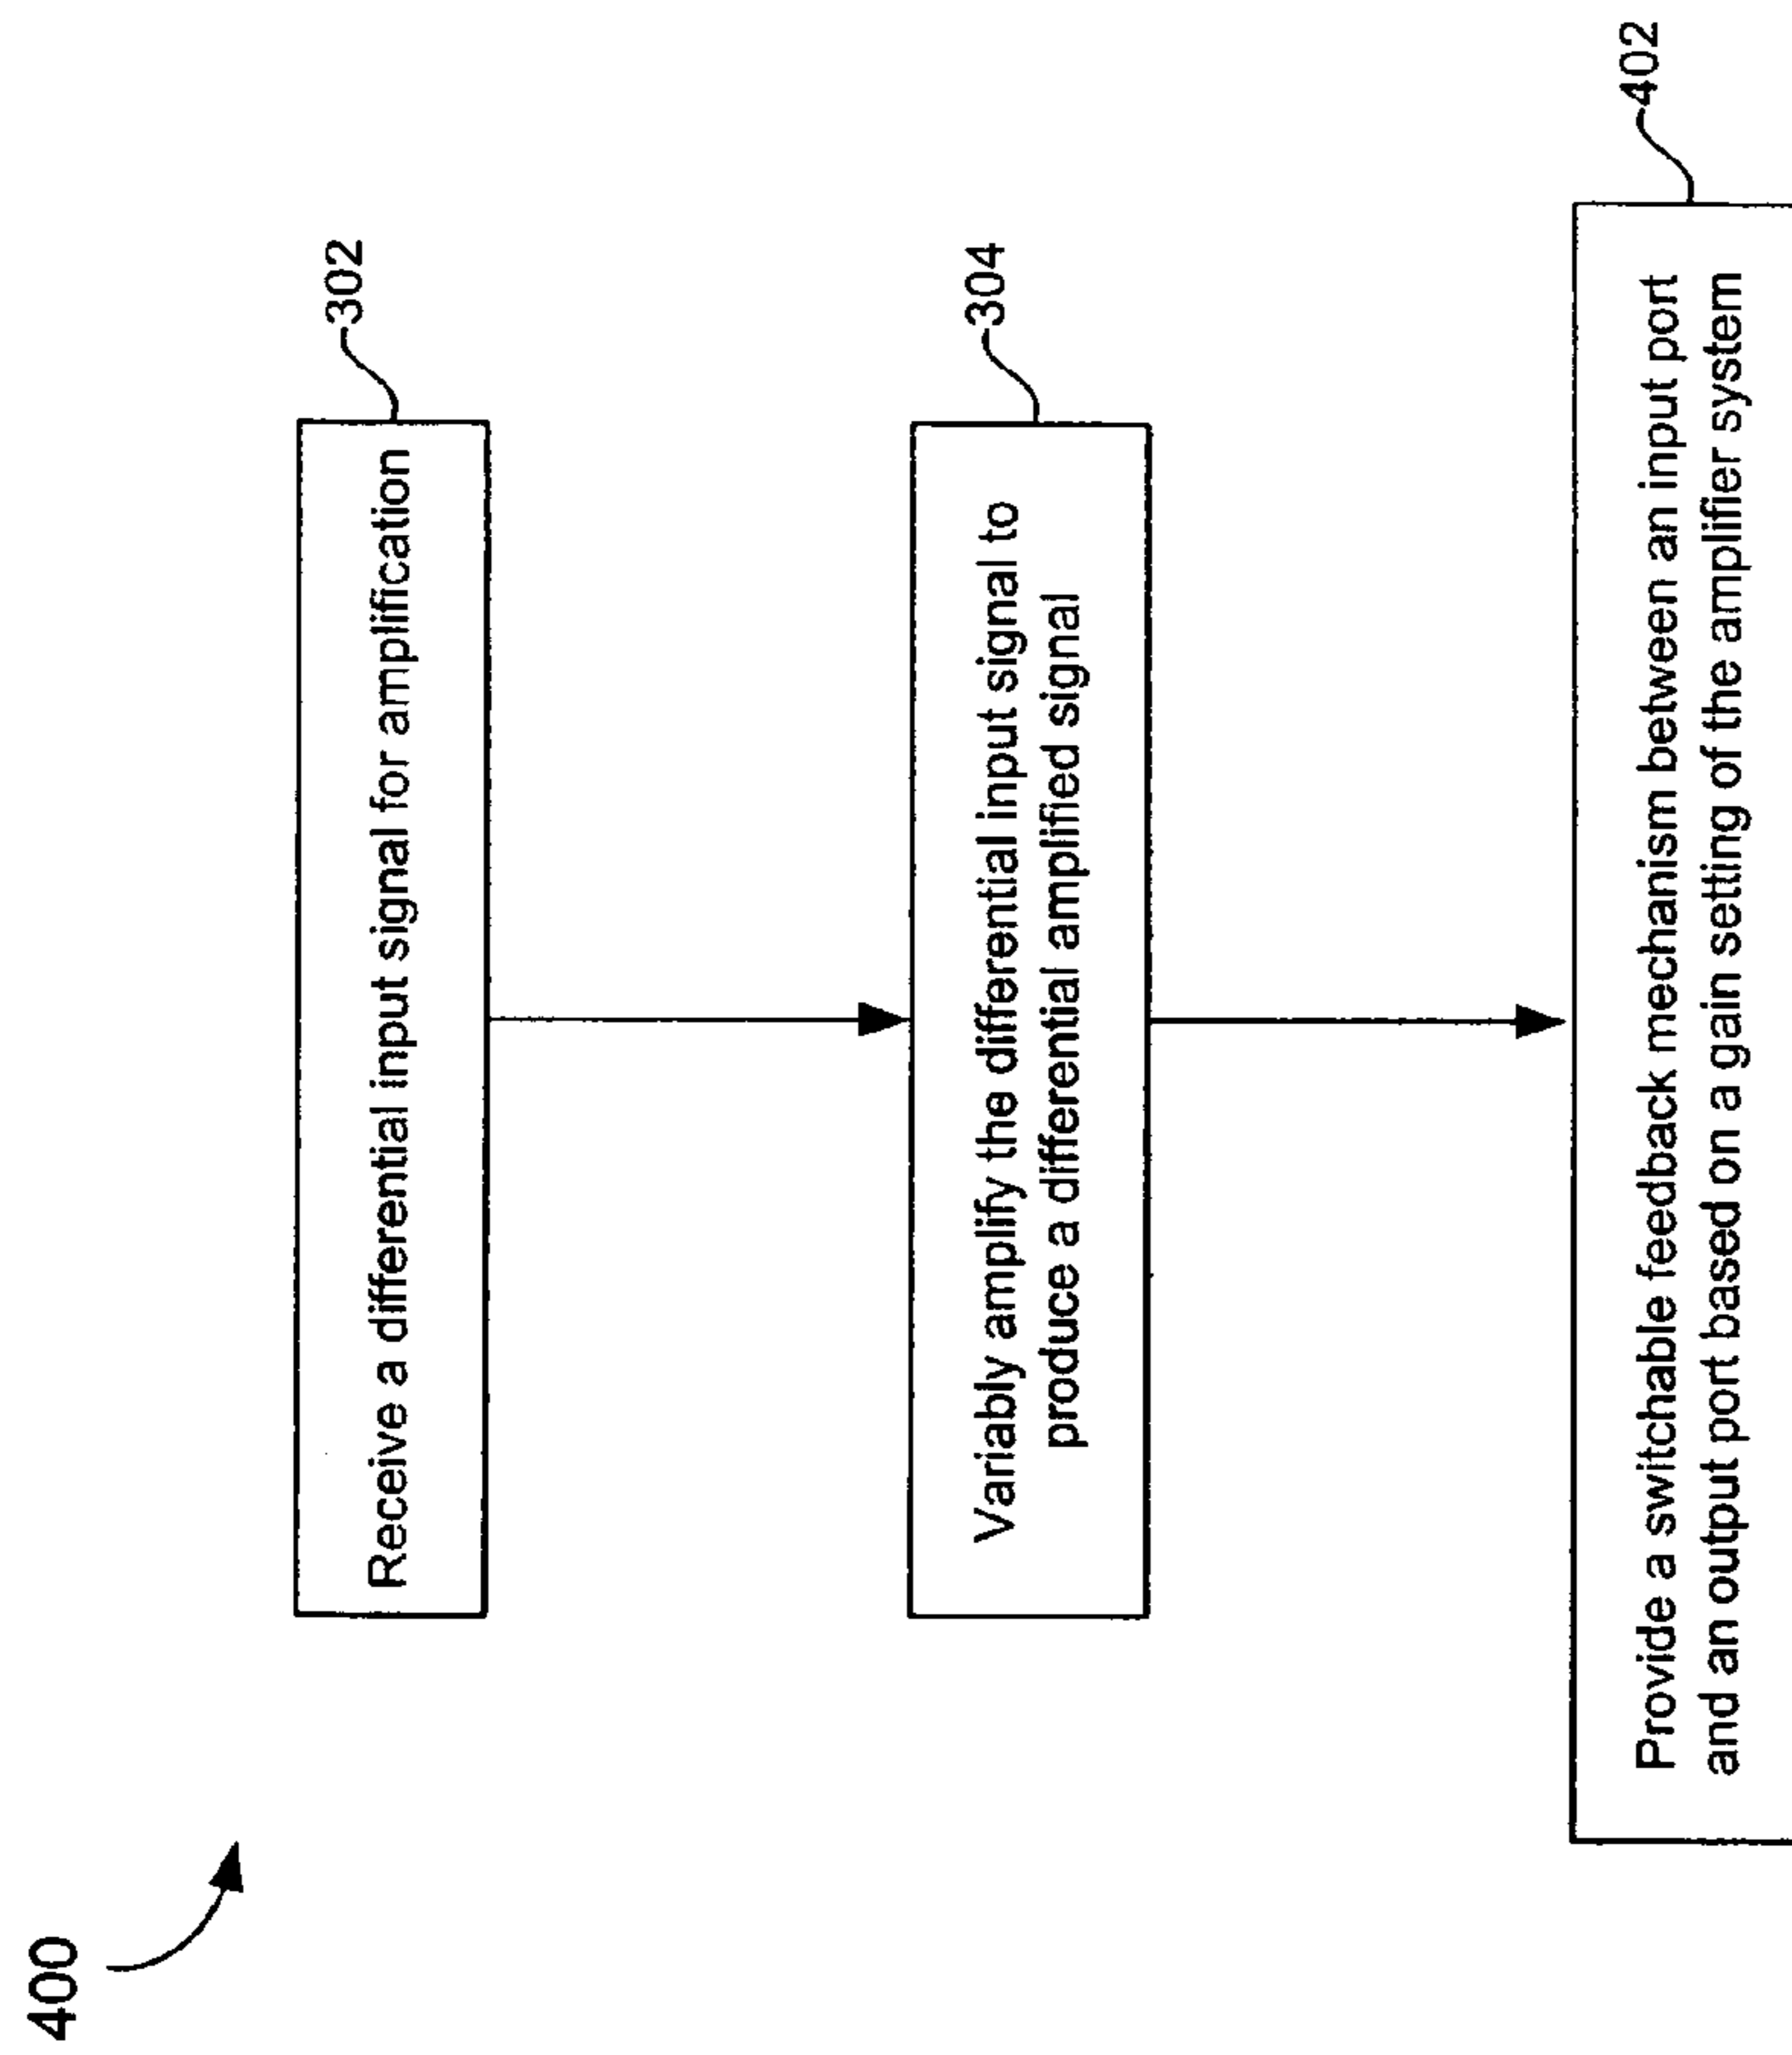 400
Receive a differential input signal for amplification
302
Variably amplify the differential input signal to
produce a differential amplified signal
304
Provide a switchable feedback mechanism between an input port
and an output port based on a gain setting of the amplifier system
402